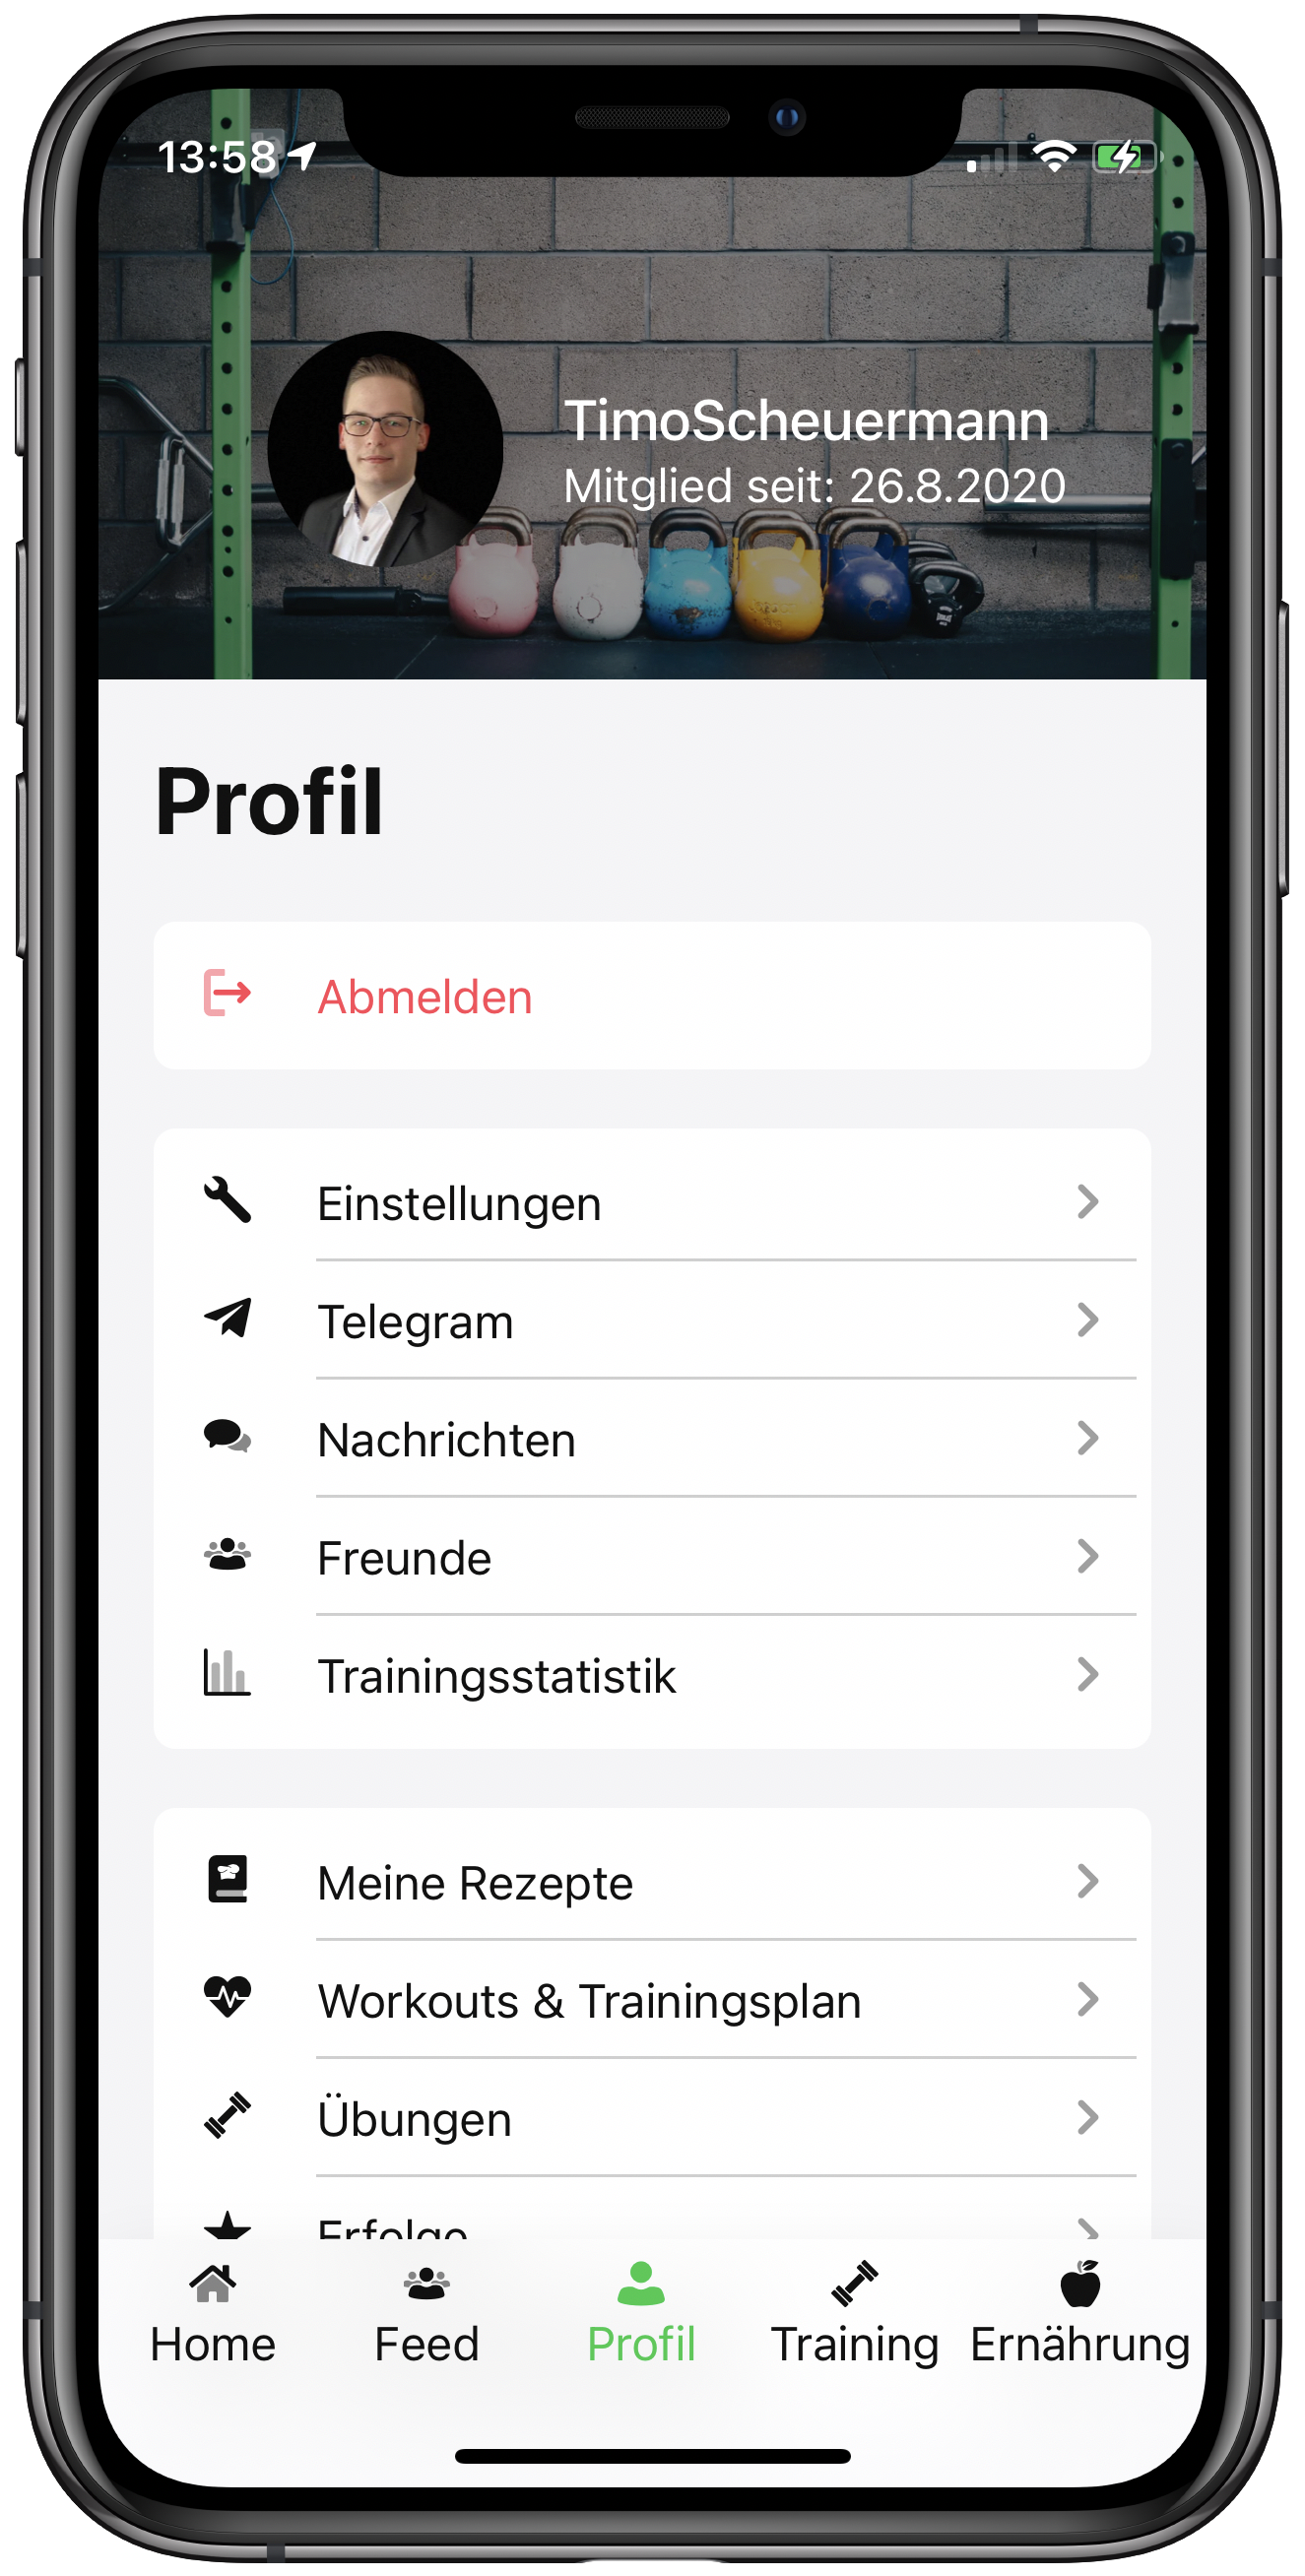 13:58
TimoScheuermann
Mitglied seit: 26.8.2020
Profil
Abmelden
Einstellungen
Telegram
Nachrichten
Freunde
Trainingsstatistik
Meine Rezepte
Workouts & Trainingsplan
Übungen
Erfolge
Home
Feed
Profil
Training
Ernährung